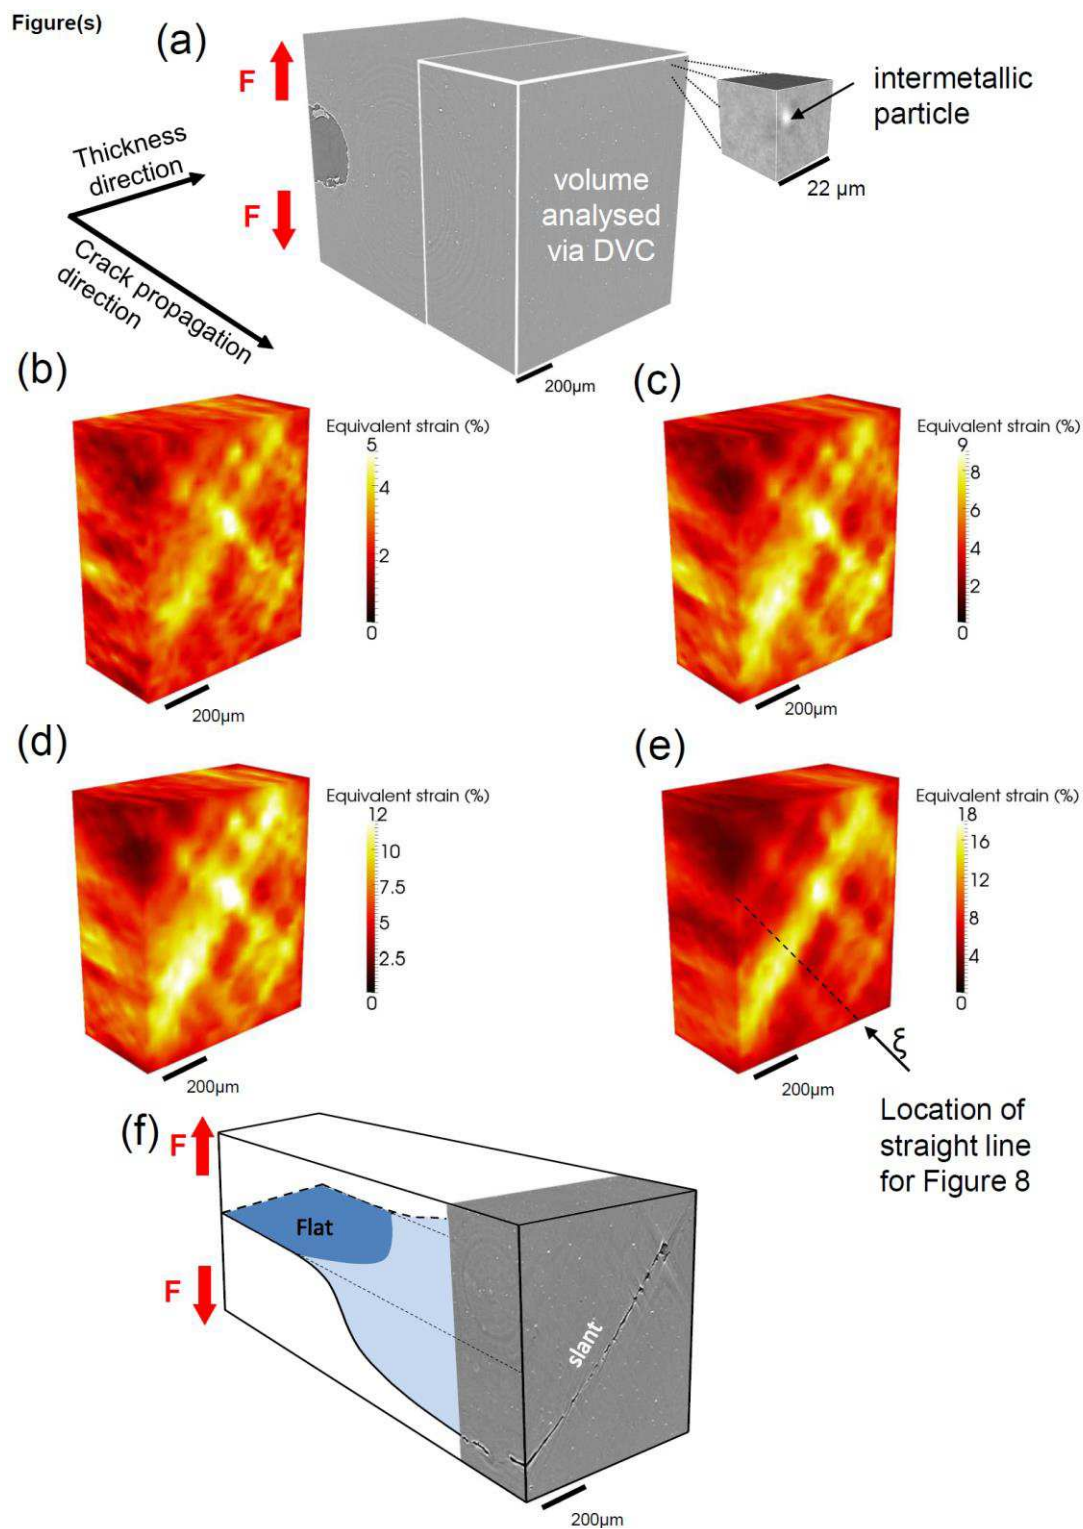 Figure(s)
(a)
F
F
Thickness
direction
Crack propagation
direction
volume
analysed
via DVC
intermetallic
particle
22 µm
200µm
(b)
Equivalent strain (%)
5
4
2
0
200µm
(c)
Equivalent strain (%)
9
8
6
4
2
0
200µm
(d)
Equivalent strain (%)
12
10
7.5
5
2.5
0
200µm
(e)
Equivalent strain (%)
18
16
12
8
4
0
200µm
ξ
Location of
straight line
for Figure 8
(f)
F
F
Flat
slant
200µm